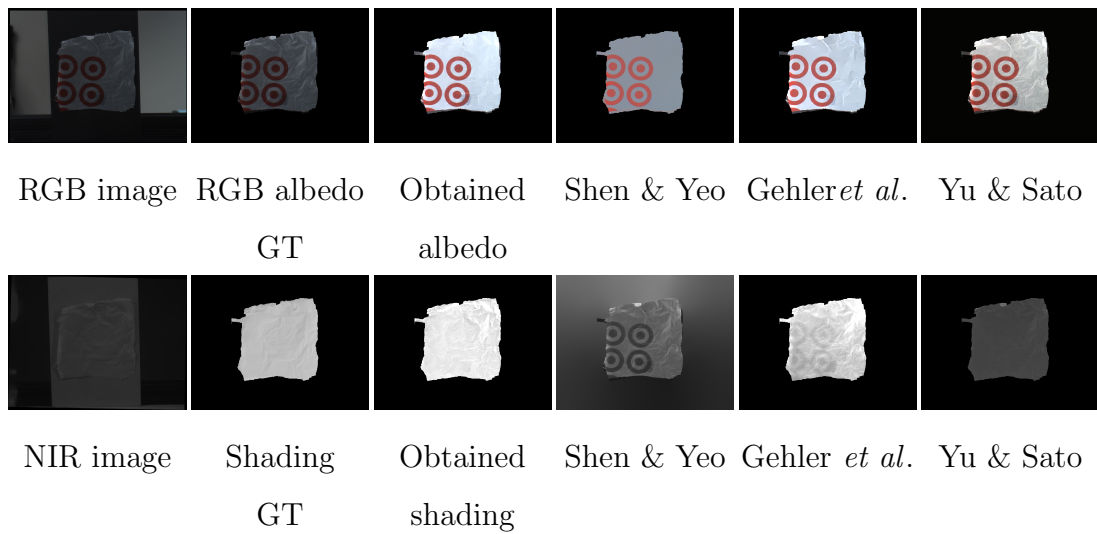 RGB image RGB albedo Obtained Shen & Yeo Gehleret al. Yu & Sato
GT albedo
NIR image Shading Obtained Shen & Yeo Gehler et al. Yu & Sato
GT shading